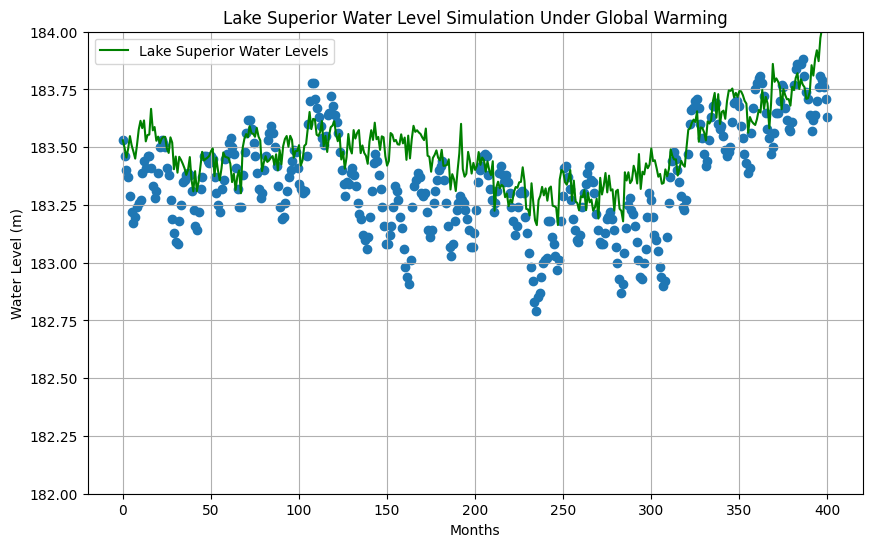 Lake Superior Water Level Simulation Under Global Warming
Lake Superior Water Levels
Water Level (m)
184.00
183.75
183.50
183.25
183.00
182.75
182.50
182.25
182.00
0 50 100 150 200 250 300 350 400
Months